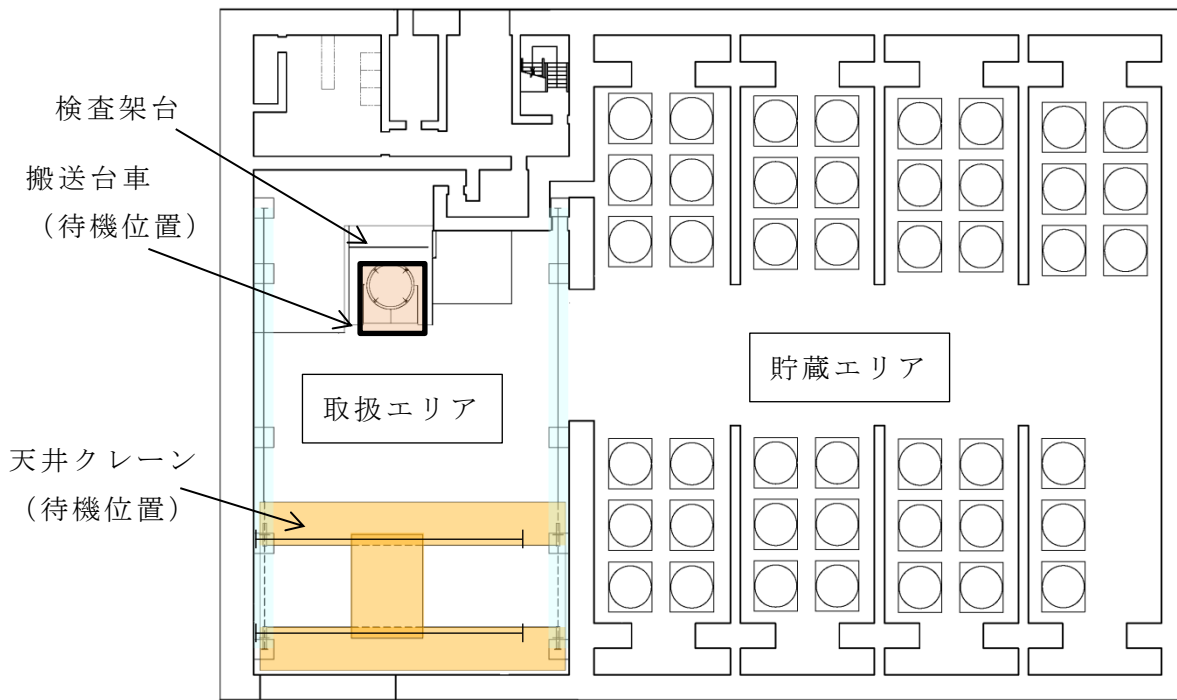 検査架台
搬送台車
（待機位置）
取扱エリア
貯蔵エリア
天井クレーン
（待機位置）